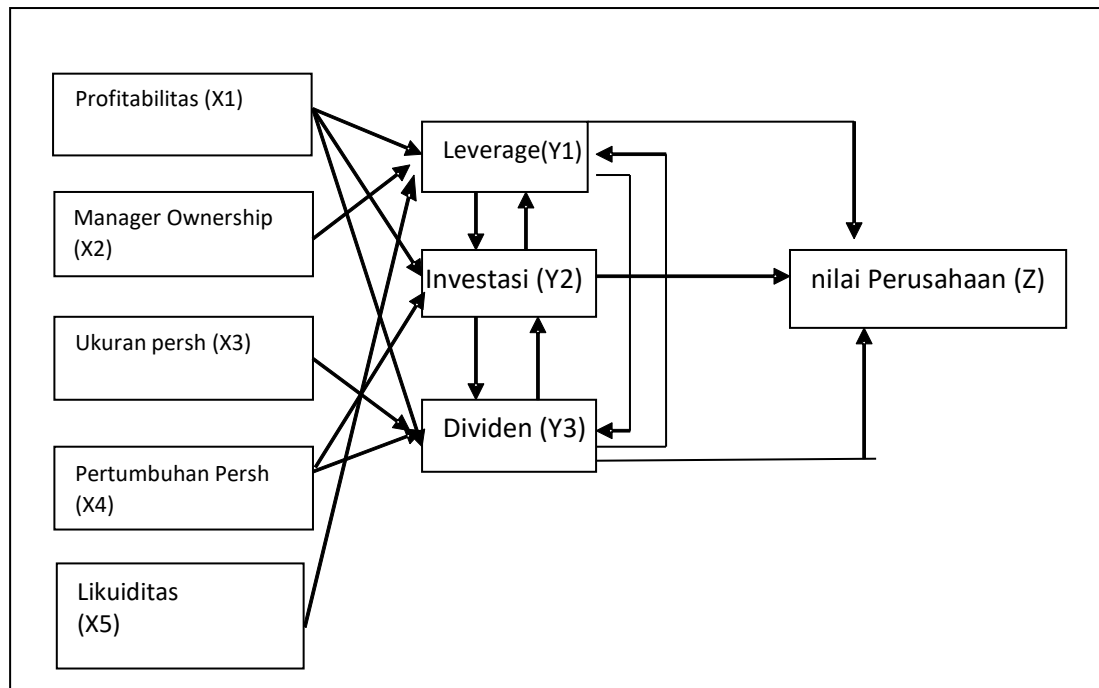 Profitabilitas (X1)
Manager Ownership
(X2)
Ukuran persh (X3)
Pertumbuhan Persh
(X4)
Likuiditas
(X5)
Leverage(Y1)
Investasi (Y2)
Dividen (Y3)
nilai Perusahaan (Z)